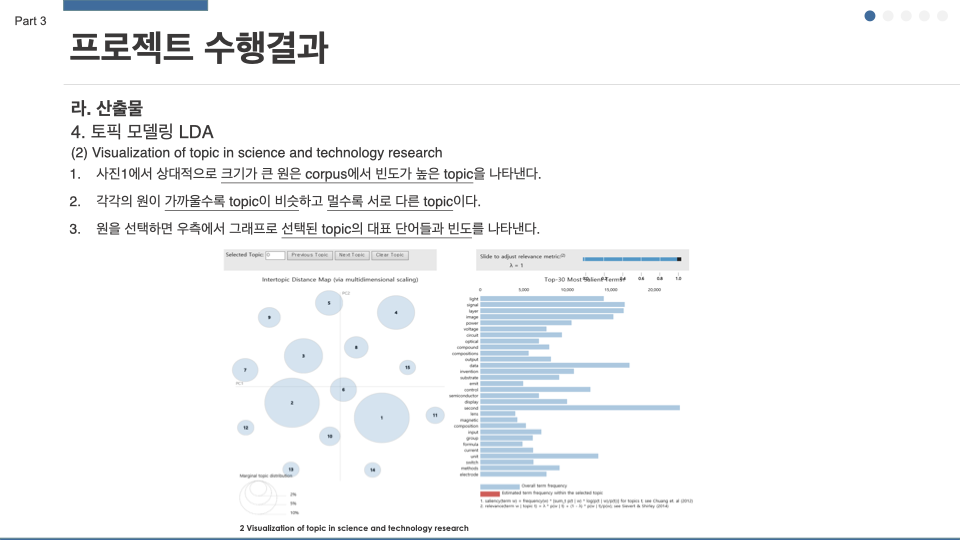 Part 3
프로젝트 수행결과
라. 산출물
4. 토픽 모델링 LDA
(2) Visualization of topic in science and technology research
1. 사진1에서 상대적으로 크기가 큰 원은 corpus에서 빈도가 높은 topic을 나타낸다.
2. 각각의 원이 가까울수록 topic이 비슷하고 멀수록 서로 다른 topic이다.
3. 원을 선택하면 우측에서 그래프로 선택된 topic의 대표 단어들과 빈도를 나타낸다.
Selected Topic: 0 Previous Topic Next Topic Clear Topic
Intertopic Distance Map (via multidimensional scaling)
PC2
5
4
9
8
3
10
7
PC1
6
2
1
11
12
13
14
Marginal topic distribution
2%
5%
10%
Slide to adjust relevance metric:(2)
λ = 1
0.4 0.6 0.8 1.0
Top-30 Most Salient Terms
0 5,000 10,000 15,000 20,000
light
signal
layer
image
power
voltage
circuit
optical
compound
compositions
output
data
invention
substrate
emit
control
semiconductor
display
second
lens
magnetic
composition
input
group
formula
current
unit
switch
methods
electrode
Overall term frequency
Estimated term frequency within the selected topic
1. saliency(term w) = frequency(w) * [sum_t p(t | w) * log(p(t | w)/p(t))] for topics t; see Chuang et. al (2012)
2. relevance(term w | topic t) = λ * p(w | t) + (1 - λ) * p(w | t)/p(w); see Sievert & Shirley (2014)
2 Visualization of topic in science and technology research